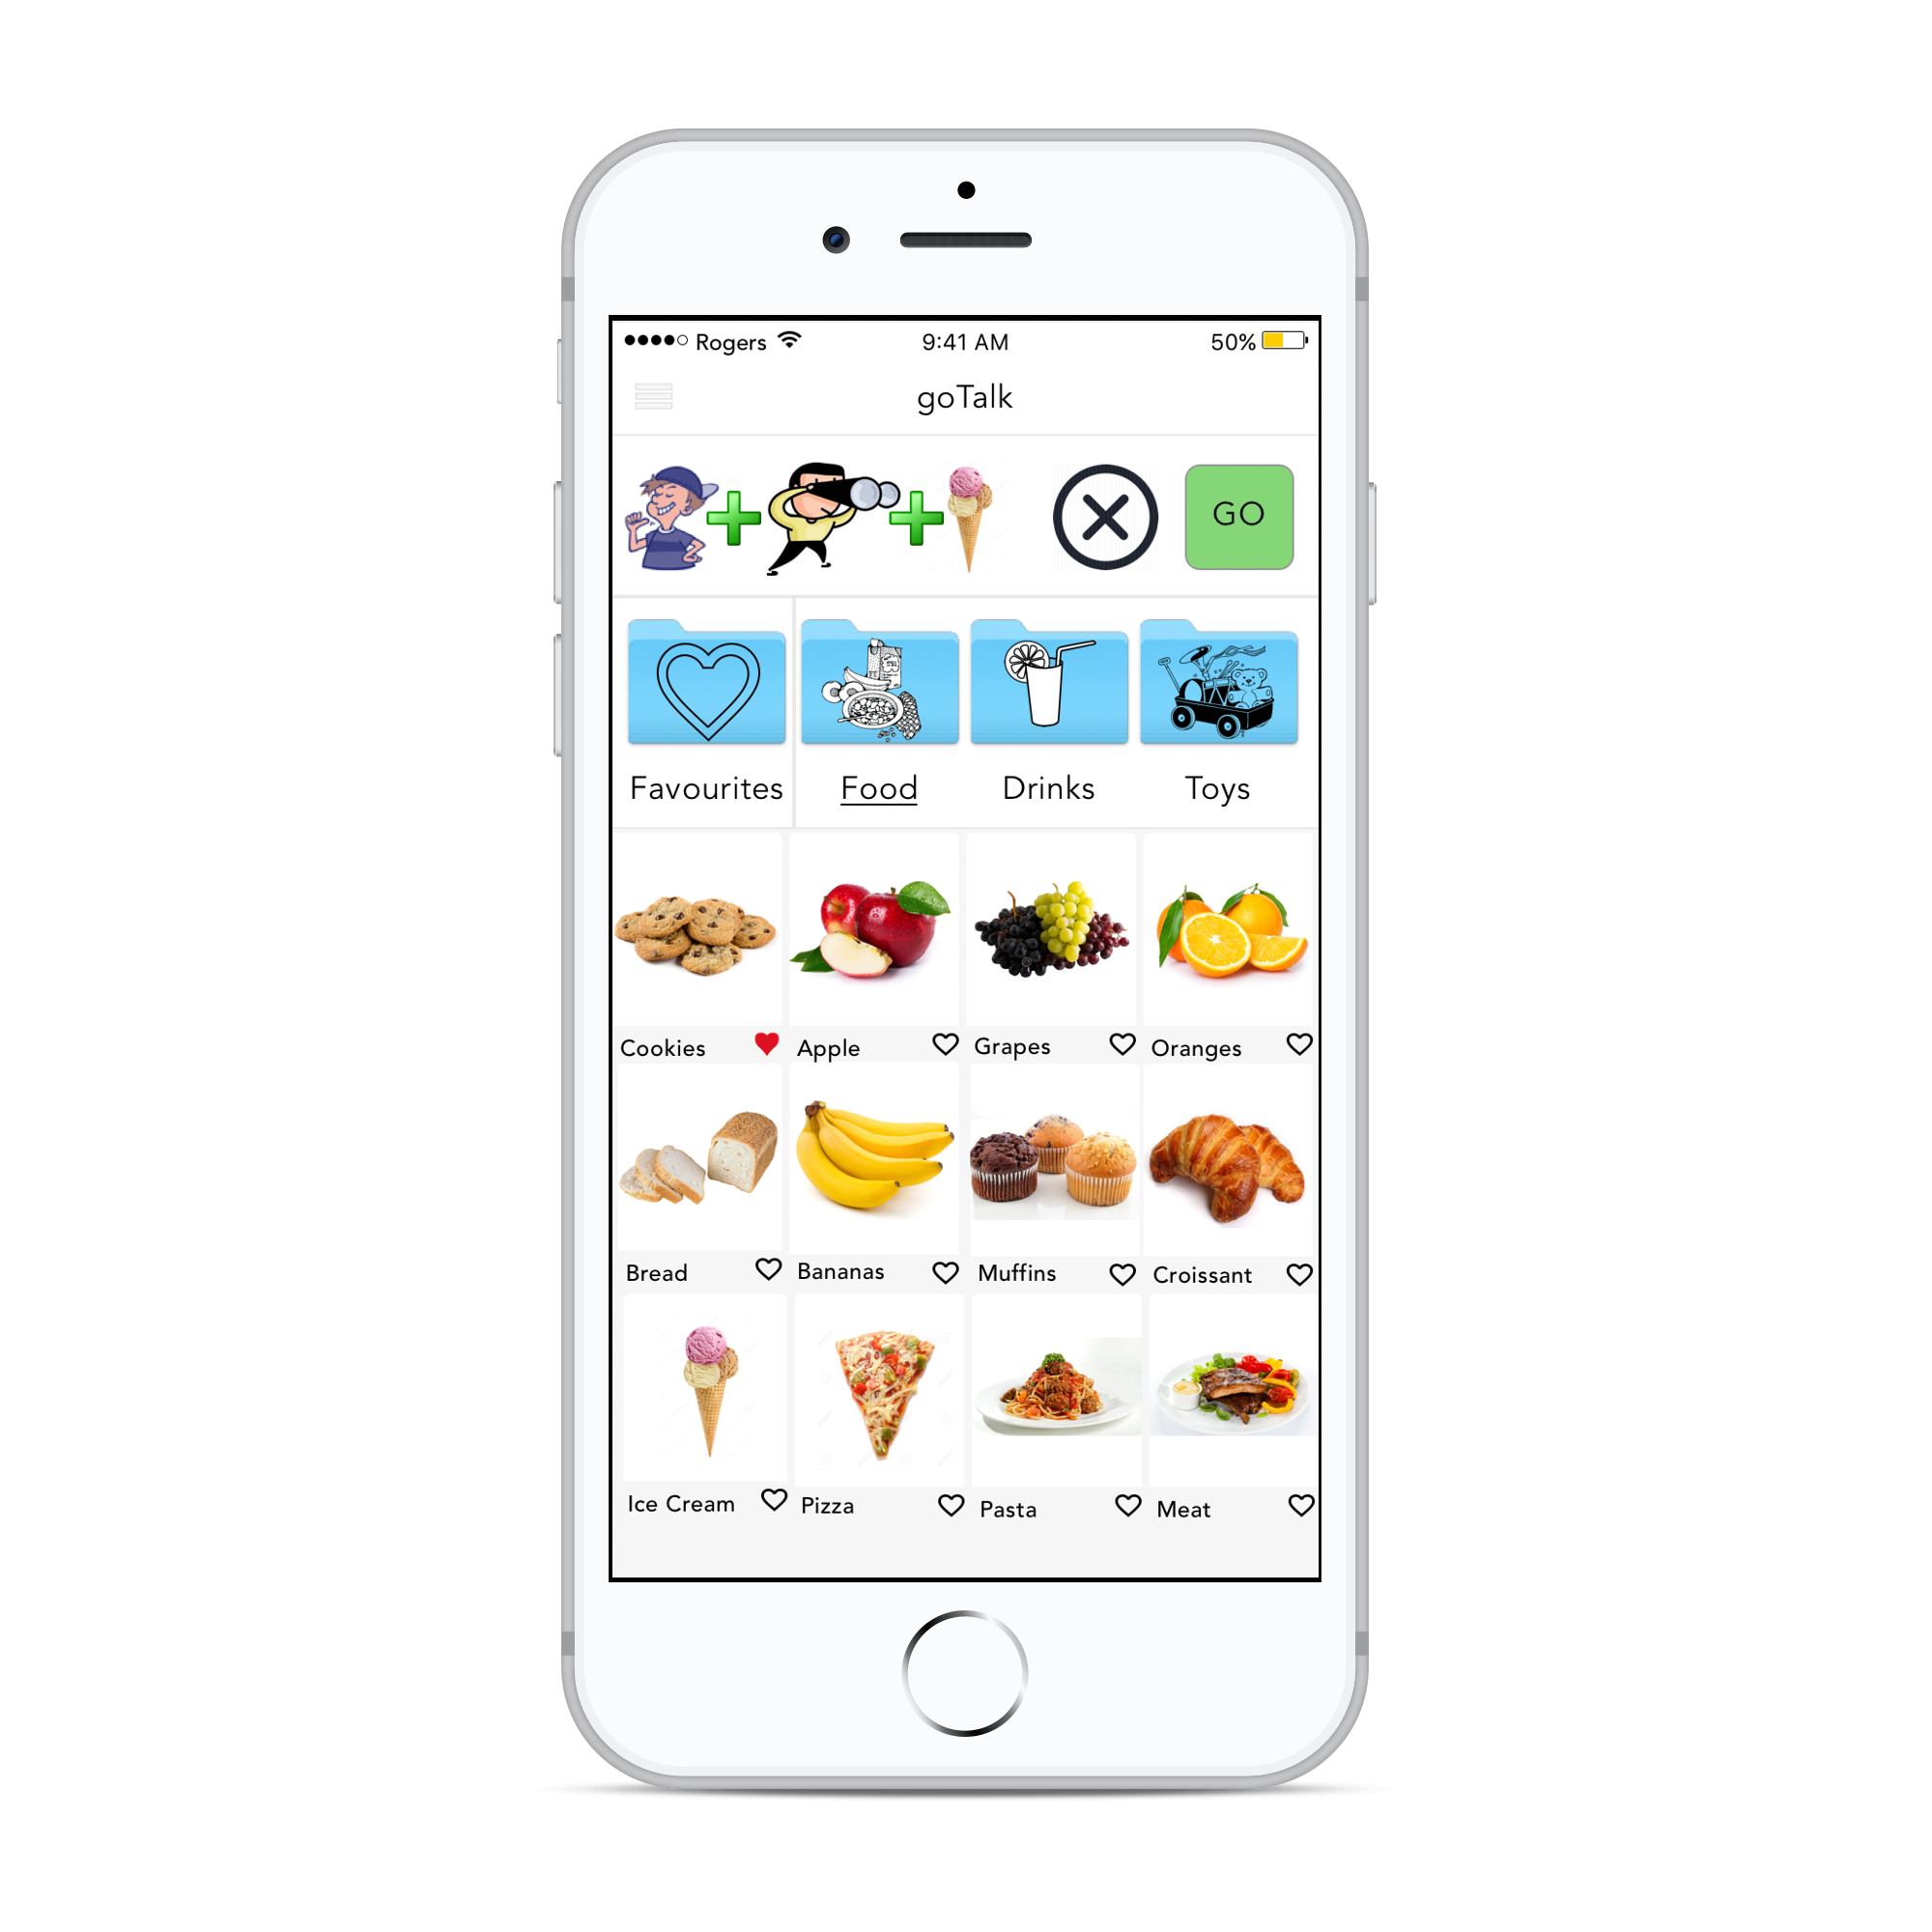 Rogers 9:41 AM 50%
goTalk
GO
Favourites Food Drinks Toys
Cookies Apple Grapes Oranges
Bread Bananas Muffins Croissant
Ice Cream Pizza Pasta Meat